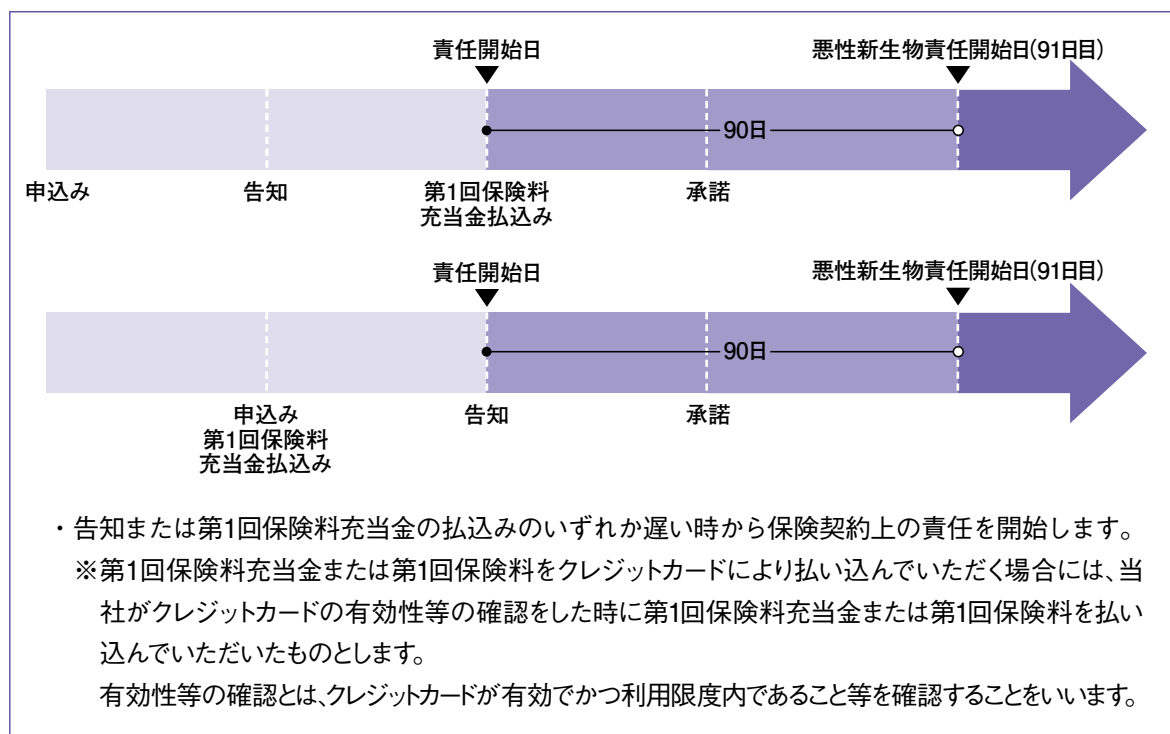 責任開始日
悪性新生物責任開始日(91日目)
90日
申込み
告知
第1回保険料
充当金払込み
承諾
責任開始日
悪性新生物責任開始日(91日目)
90日
申込み
第1回保険料
充当金払込み
告知
承諾
・告知または第1回保険料充当金の払込みのいずれか遅い時から保険契約上の責任を開始します。
※第1回保険料充当金または第1回保険料をクレジットカードにより払い込んでいただく場合には、当
社がクレジットカードの有効性等の確認をした時に第1回保険料充当金または第1回保険料を払い
込んでいただいたものとします。
有効性等の確認とは、クレジットカードが有効でかつ利用限度内であること等を確認することをいいます。